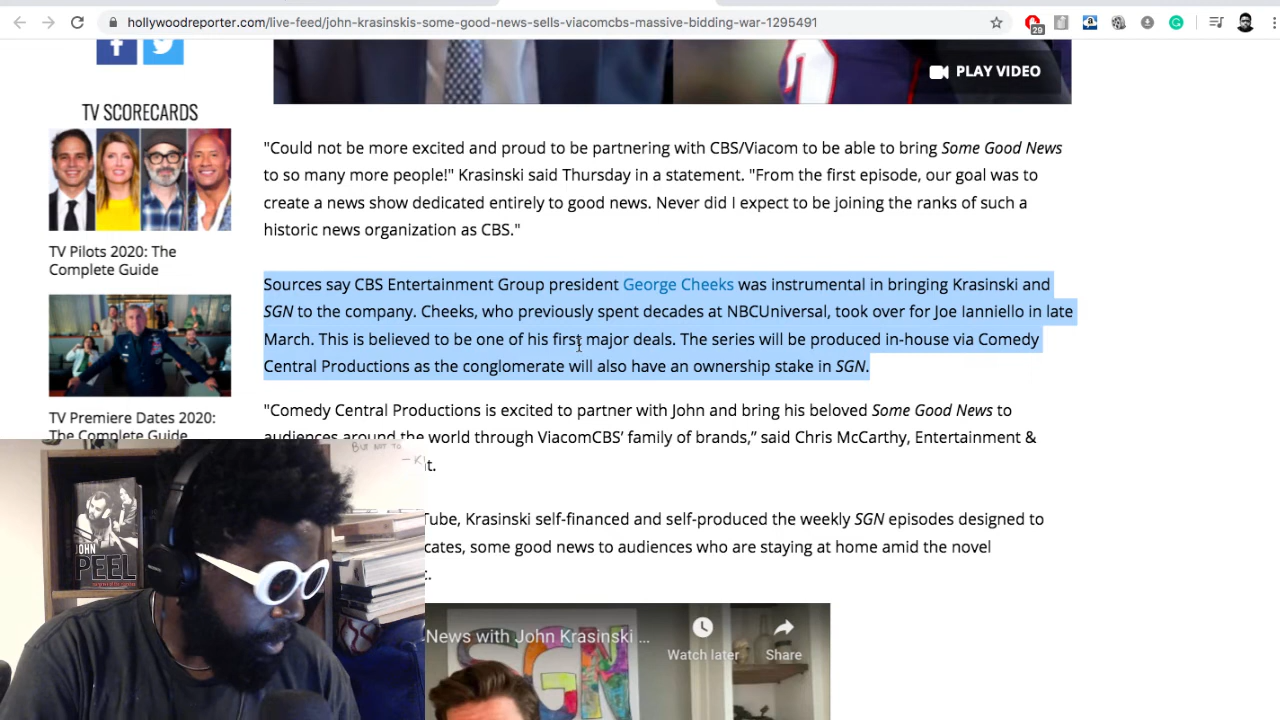 hollywoodreporter.com/live-feed/john-krasinskis-some-good-news-sells-viacomcbs-massive-bidding-war-1295491
29
PLAY VIDEO
TV SCORECARDS
TV Pilots 2020: The
Complete Guide
TV Premiere Dates 2020:
The Complete Guide
"Could not be more excited and proud to be partnering with CBS/Viacom to be able to bring Some Good News
to so many more people!" Krasinski said Thursday in a statement. "From the first episode, our goal was to
create a news show dedicated entirely to good news. Never did I expect to be joining the ranks of such a
historic news organization as CBS."
Sources say CBS Entertainment Group president George Cheeks was instrumental in bringing Krasinski and
SGN to the company. Cheeks, who previously spent decades at NBCUniversal, took over for Joe Ianniello in late
March. This is believed to be one of his first major deals. The series will be produced in-house via Comedy
Central Productions as the conglomerate will also have an ownership stake in SGN.
"Comedy Central Productions is excited to partner with John and bring his beloved Some Good News to
audiences around the world through ViacomCBS’ family of brands,” said Chris McCarthy, Entertainment &
t.
Tube, Krasinski self-financed and self-produced the weekly SGN episodes designed to
cates, some good news to audiences who are staying at home amid the novel
News with John Krasinski ...
Watch later
Share
SGN
BUT NOT TO
JOHN
PEEL